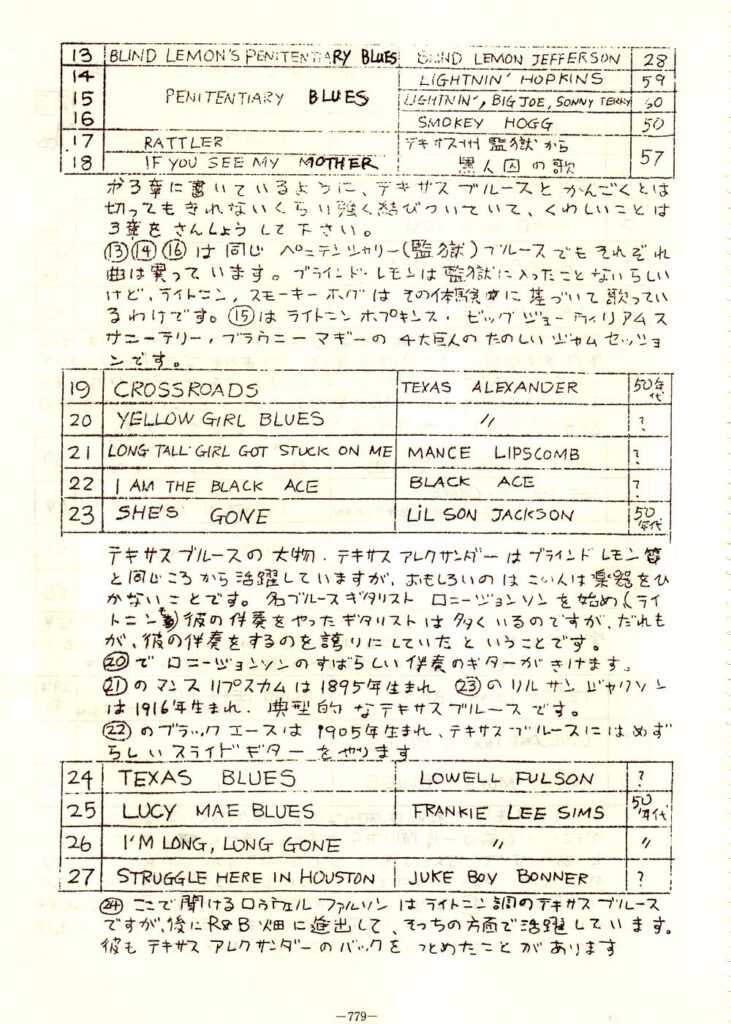 13 BLIND LEMON'S PENITENTIARY BLUES BLIND LEMON JEFFERSON 28
14 LIGHTNIN' HOPKINS 59
15 PENITENTIARY BLUES LIGHTNIN', BIG JOE, SONNY TERRY 60
16 SMOKEY HOGG 50
17 RATTLER テキサス州監獄から
18 IF YOU SEE MY MOTHER 黒人囚の歌 57
が3章に書いているように、テキサスブルースとかんごくとは
切ってもきれないくらい強く結びついていて、くわしいことは
3章をさんしょうして下さい。
⑬⑭⑯は同じペニテンシャリー(監獄)ブルースでもそれぞれ
曲は異っています。ブラインド・レモンは監獄に入ったことないらしい
けど、ライトニン、スモーキーホグはその体験に基づいて歌ってい
るわけです。⑮はライトニンホプキンス・ビッグジョーウィリアムス
サニーテリー・ブラウニーマギーの4大巨人のたのしいジャムセッショ
ンです。
19 CROSSROADS TEXAS ALEXANDER 50年代
20 YELLOW GIRL BLUES 〃 ?
21 LONG TALL GIRL GOT STUCK ON ME MANCE LIPSCOMB ?
22 I AM THE BLACK ACE BLACK ACE ?
23 SHE'S GONE LIL SON JACKSON 50年代
テキサスブルースの大物・テキサスアレクサンダーはブラインドレモン等
と同じころから活躍していますが、おもしろいのはこの人は楽器をひ
かないことです。名ブルースギタリスト ロニージョンソンを始め(ライ
トニンも)彼の伴奏をやったギタリストは多くいるのですが、だれも
が、彼の伴奏をするのを誇りにしていたということです。
⑳でロニージョンソンのすばらしい伴奏のギターがきけます。
㉑のマンスリプスカムは1895年生まれ ㉓のリルサンジャクソン
は1916年生まれ、典型的なテキサスブルースです。
㉒のブラックエースは1905年生まれ、テキサスブルースにはめず
らしいスライドギターをやります
24 TEXAS BLUES LOWELL FULSON ?
25 LUCY MAE BLUES FRANKIE LEE SIMS 50年代
26 I'M LONG, LONG GONE 〃 〃
27 STRUGGLE HERE IN HOUSTON JUKE BOY BONNER ?
㉔ここで聞けるロウウェルフルソンはライトニン調のテキサスブルース
ですが、後にR&B畑に進出して、そっちの方面で活躍しています。
彼もテキサスアレクサンダーのバックをつとめたことがあります
—779—